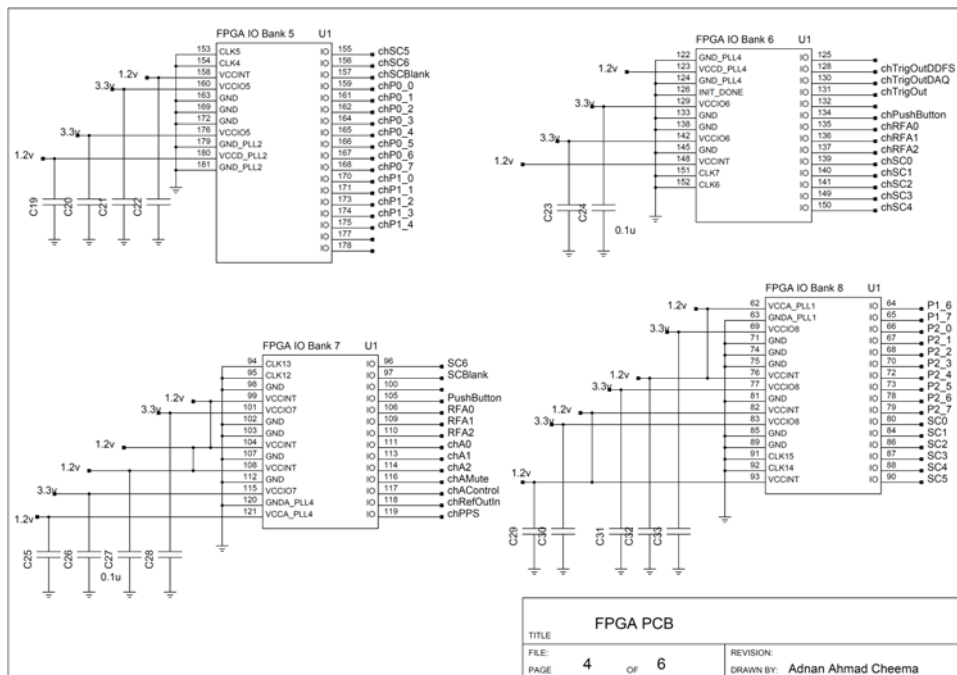 FPGA IO Bank 5 U1
153 CLK5 IO 155 chSC5
154 CLK4 IO 156 chSC6
1.2v 158 VCCINT IO 157 chSCBlank
3.3v 160 VCCIO5 IO 159 chP0_0
163 GND IO 161 chP0_1
169 GND IO 162 chP0_2
172 GND IO 164 chP0_3
3.3v 176 VCCIO5 IO 165 chP0_4
179 GND_PLL2 IO 166 chP0_5
1.2v 180 VCCD_PLL2 IO 167 chP0_6
181 GND_PLL2 IO 168 chP0_7
IO 170 chP1_0
IO 171 chP1_1
IO 173 chP1_2
IO 174 chP1_3
IO 175 chP1_4
IO 177
IO 178
C19 C20 C21 C22
FPGA IO Bank 6 U1
122 GND_PLL4 IO 125
1.2v 123 VCCD_PLL4 IO 128 chTrigOutDDFS
124 GND_PLL4 IO 130 chTrigOutDAQ
126 INIT_DONE IO 131 chTrigOut
3.3v 129 VCCIO6 IO 132
133 GND IO 134 chPushButton
138 GND IO 135 chRFA0
3.3v 142 VCCIO6 IO 136 chRFA1
145 GND IO 137 chRFA2
1.2v 148 VCCINT IO 139 chSC0
151 CLK7 IO 140 chSC1
152 CLK6 IO 141 chSC2
IO 149 chSC3
IO 150 chSC4
C23 C24
0.1u
FPGA IO Bank 7 U1
94 CLK13 IO 96 SC6
95 CLK12 IO 97 SCBlank
98 GND IO 100
1.2v 99 VCCINT IO 105 PushButton
3.3v 101 VCCIO7 IO 106 RFA0
102 GND IO 109 RFA1
103 GND IO 110 RFA2
1.2v 104 VCCINT IO 111 chA0
107 GND IO 113 chA1
1.2v 108 VCCINT IO 114 chA2
112 GND IO 116 chAMute
3.3v 115 VCCIO7 IO 117 chAControl
120 GNDA_PLL4 IO 118 chRefOutIn
1.2v 121 VCCA_PLL4 IO 119 chPPS
C25 C26 C27 C28
0.1u
FPGA IO Bank 8 U1
1.2v 62 VCCA_PLL1 IO 64 P1_6
63 GNDA_PLL1 IO 65 P1_7
3.3v 69 VCCIO8 IO 66 P2_0
71 GND IO 67 P2_1
74 GND IO 68 P2_2
75 GND IO 70 P2_3
1.2v 76 VCCINT IO 72 P2_4
3.3v 77 VCCIO8 IO 73 P2_5
81 GND IO 78 P2_6
1.2v 82 VCCINT IO 79 P2_7
3.3v 83 VCCIO8 IO 80 SC0
85 GND IO 84 SC1
89 GND IO 86 SC2
91 CLK15 IO 87 SC3
92 CLK14 IO 88 SC4
1.2v 93 VCCINT IO 90 SC5
C29 C30 C31 C32 C33
TITLE FPGA PCB
FILE: REVISION:
PAGE 4 OF 6 DRAWN BY: Adnan Ahmad Cheema